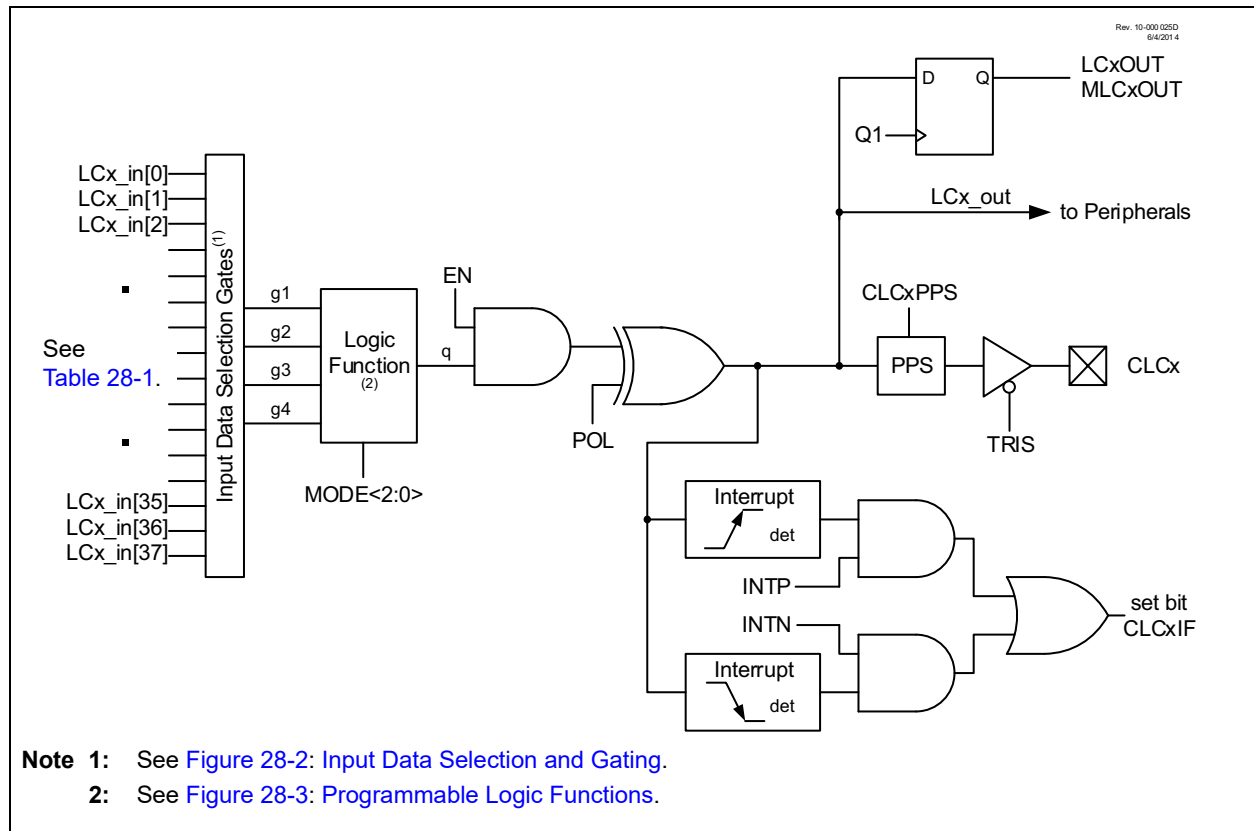 Rev. 10-000 025D
6/4/201 4
LCxOUT
MLCxOUT
D Q
Q1
LCx_in[0]
LCx_in[1]
LCx_in[2]
LCx_out
to Peripherals
Input Data Selection Gates(1)
EN
CLCxPPS
g1
g2
g3
g4
Logic
Function
(2)
q
See
Table 28-1.
PPS
CLCx
POL
TRIS
MODE<2:0>
LCx_in[35]
LCx_in[36]
LCx_in[37]
Interrupt
det
INTP
INTN
set bit
CLCxIF
Interrupt
det
Note 1: See Figure 28-2: Input Data Selection and Gating.
2: See Figure 28-3: Programmable Logic Functions.